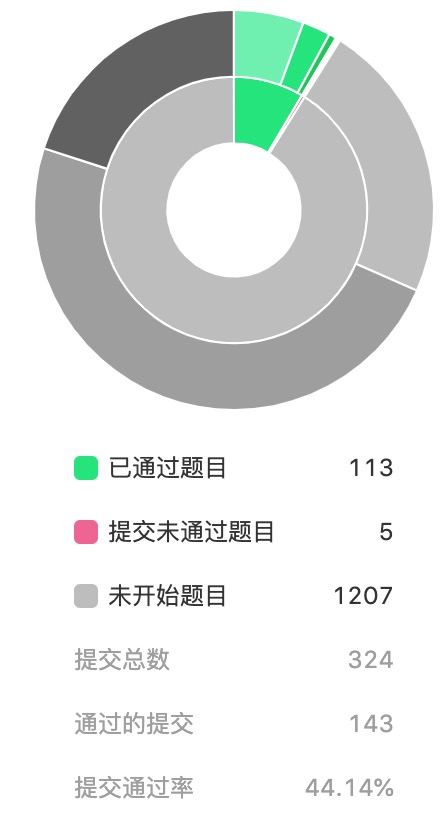 已通过题目 113
提交未通过题目 5
未开始题目 1207
提交总数 324
通过的提交 143
提交通过率 44.14%